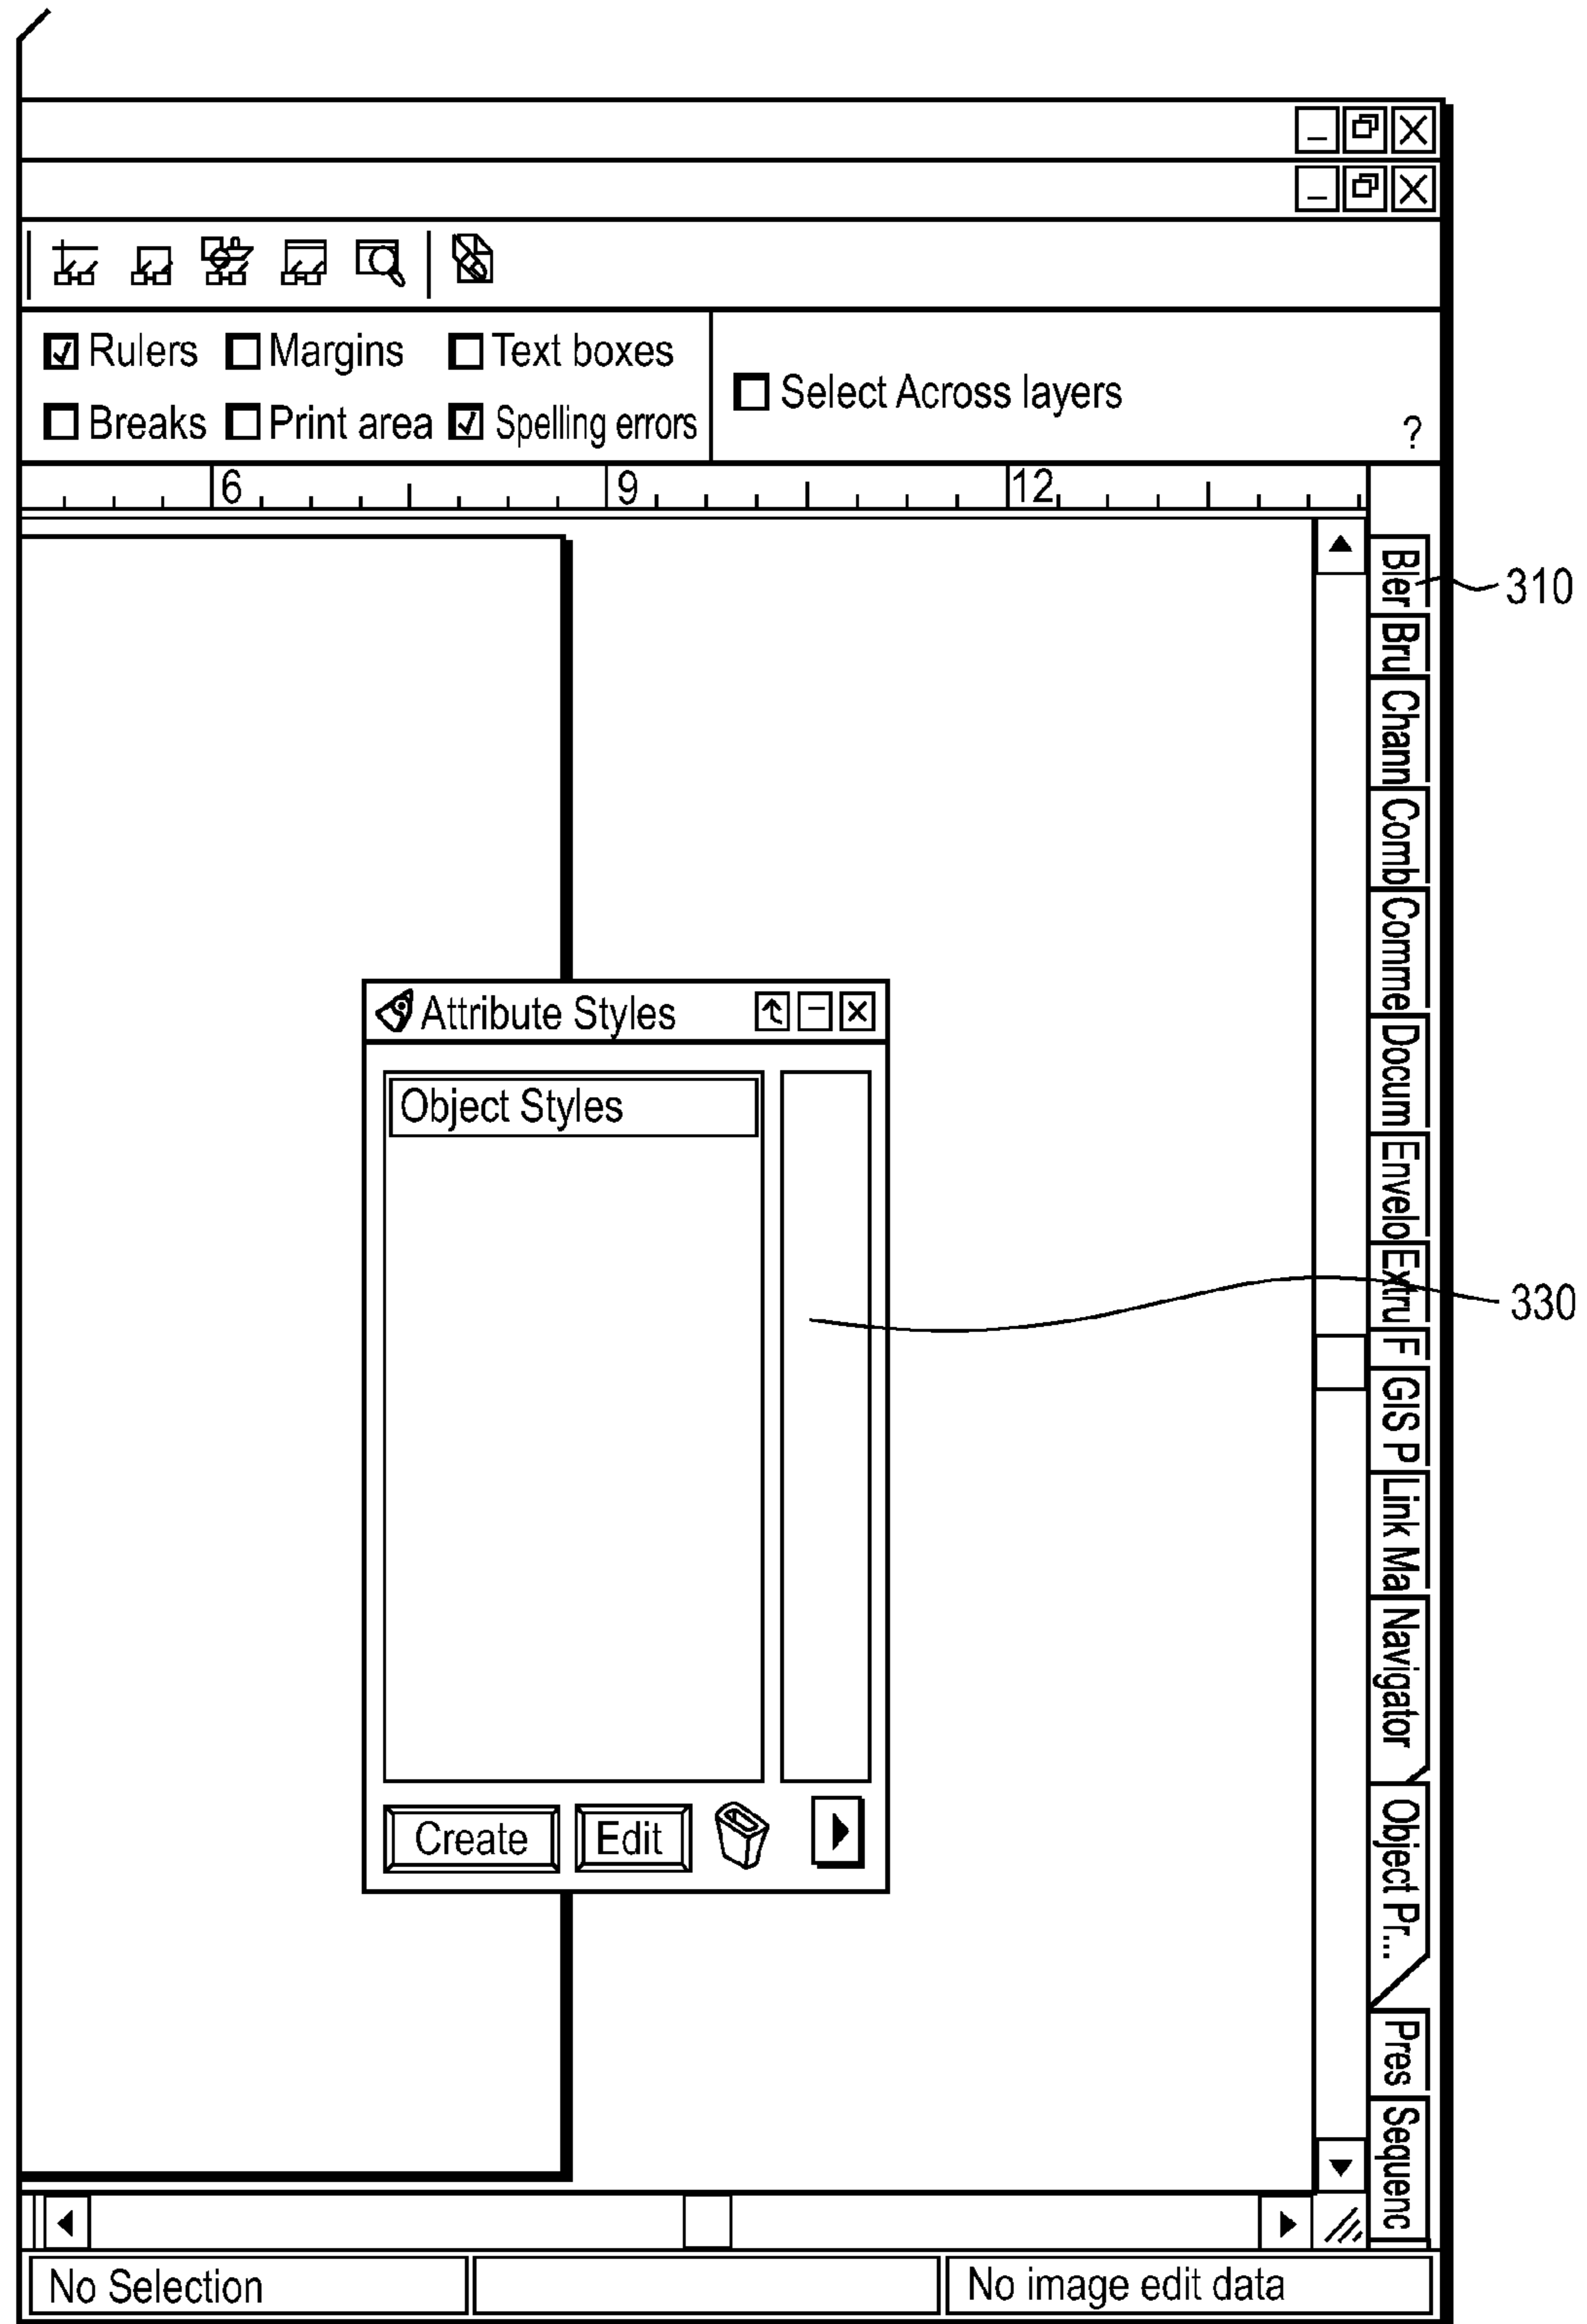 Rulers Margins Text boxes
Breaks Print area Spelling errors
Select Across layers
?
6 9 12
Bler
310
Bru
Chann
Comb
Comme
Docum
Envelo
Extru
330
F
GIS P
Link Ma
Navigator
Object Pr...
Pres
Sequenc
Attribute Styles
Object Styles
Create Edit
No Selection
No image edit data